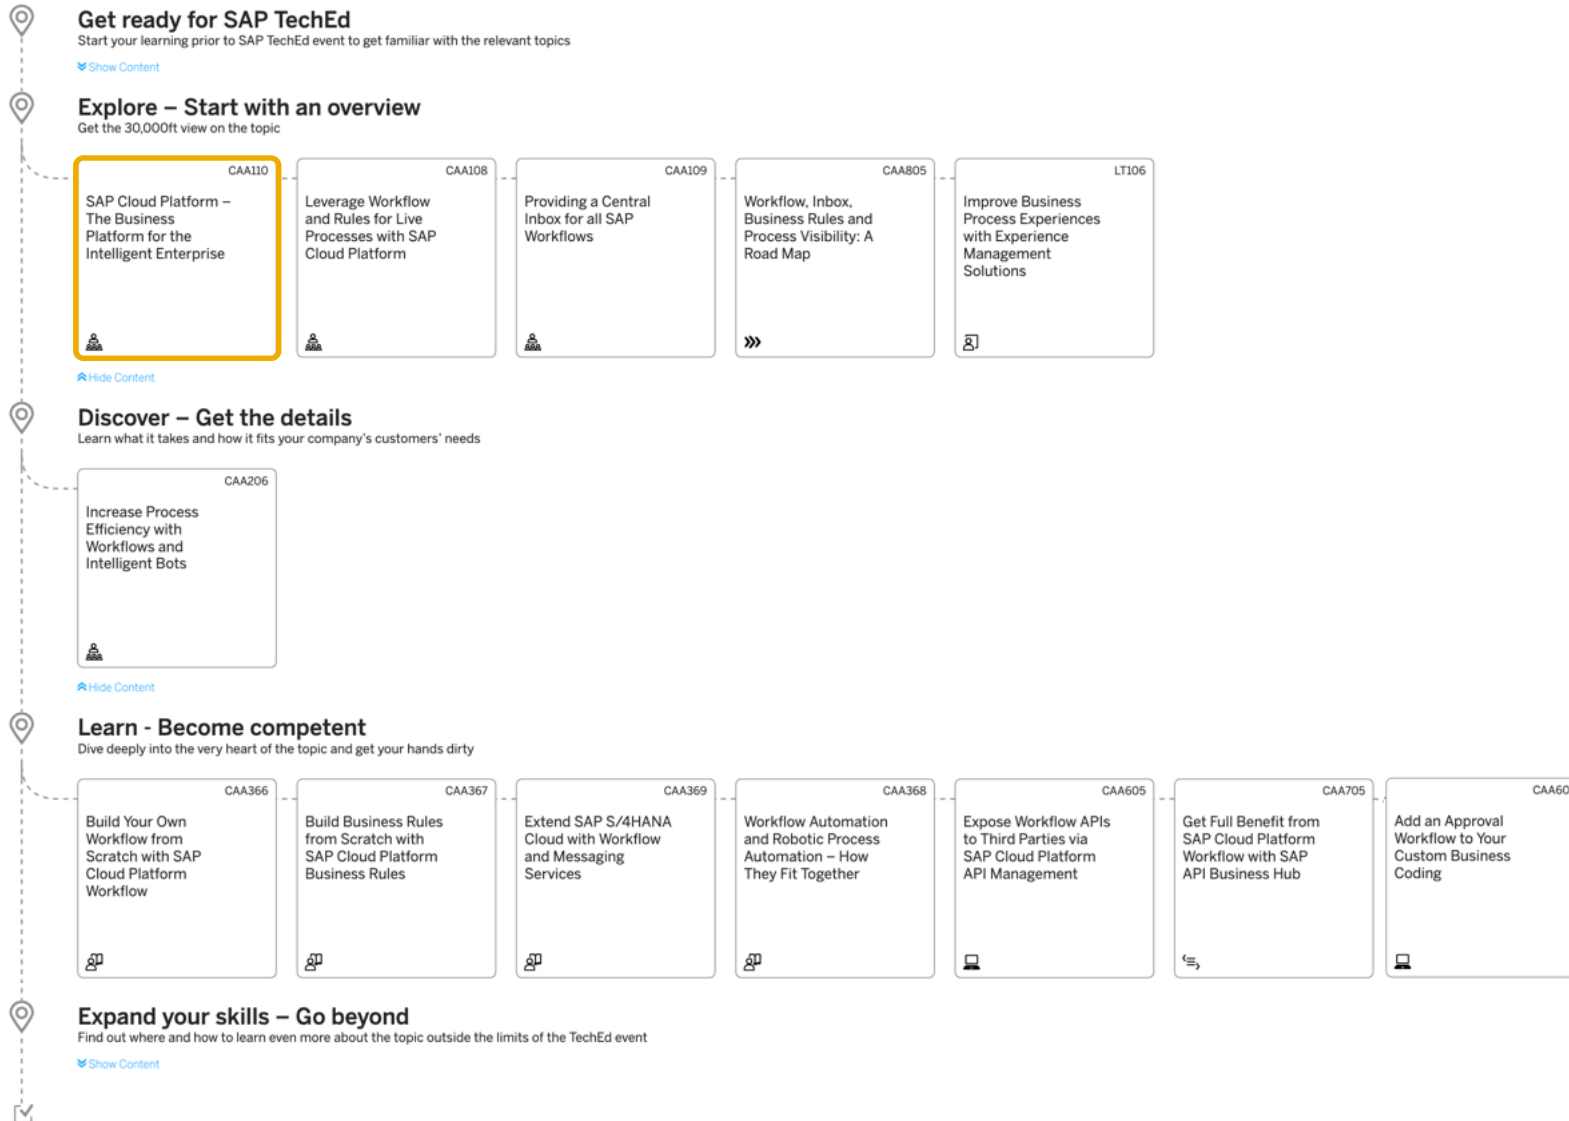 Get ready for SAP TechEd
Start your learning prior to SAP TechEd event to get familiar with the relevant topics
Show Content
Explore – Start with an overview
Get the 30,000ft view on the topic
CAA110
SAP Cloud Platform –
The Business
Platform for the
Intelligent Enterprise
CAA108
Leverage Workflow
and Rules for Live
Processes with SAP
Cloud Platform
CAA109
Providing a Central
Inbox for all SAP
Workflows
CAA805
Workflow, Inbox,
Business Rules and
Process Visibility: A
Road Map
LT106
Improve Business
Process Experiences
with Experience
Management
Solutions
Hide Content
Discover – Get the details
Learn what it takes and how it fits your company's customers' needs
CAA206
Increase Process
Efficiency with
Workflows and
Intelligent Bots
Hide Content
Learn - Become competent
Dive deeply into the very heart of the topic and get your hands dirty
CAA366
Build Your Own
Workflow from
Scratch with SAP
Cloud Platform
Workflow
CAA367
Build Business Rules
from Scratch with
SAP Cloud Platform
Business Rules
CAA369
Extend SAP S/4HANA
Cloud with Workflow
and Messaging
Services
CAA368
Workflow Automation
and Robotic Process
Automation – How
They Fit Together
CAA605
Expose Workflow APIs
to Third Parties via
SAP Cloud Platform
API Management
CAA705
Get Full Benefit from
SAP Cloud Platform
Workflow with SAP
API Business Hub
CAA60
Add an Approval
Workflow to Your
Custom Business
Coding
Expand your skills – Go beyond
Find out where and how to learn even more about the topic outside the limits of the TechEd event
Show Content